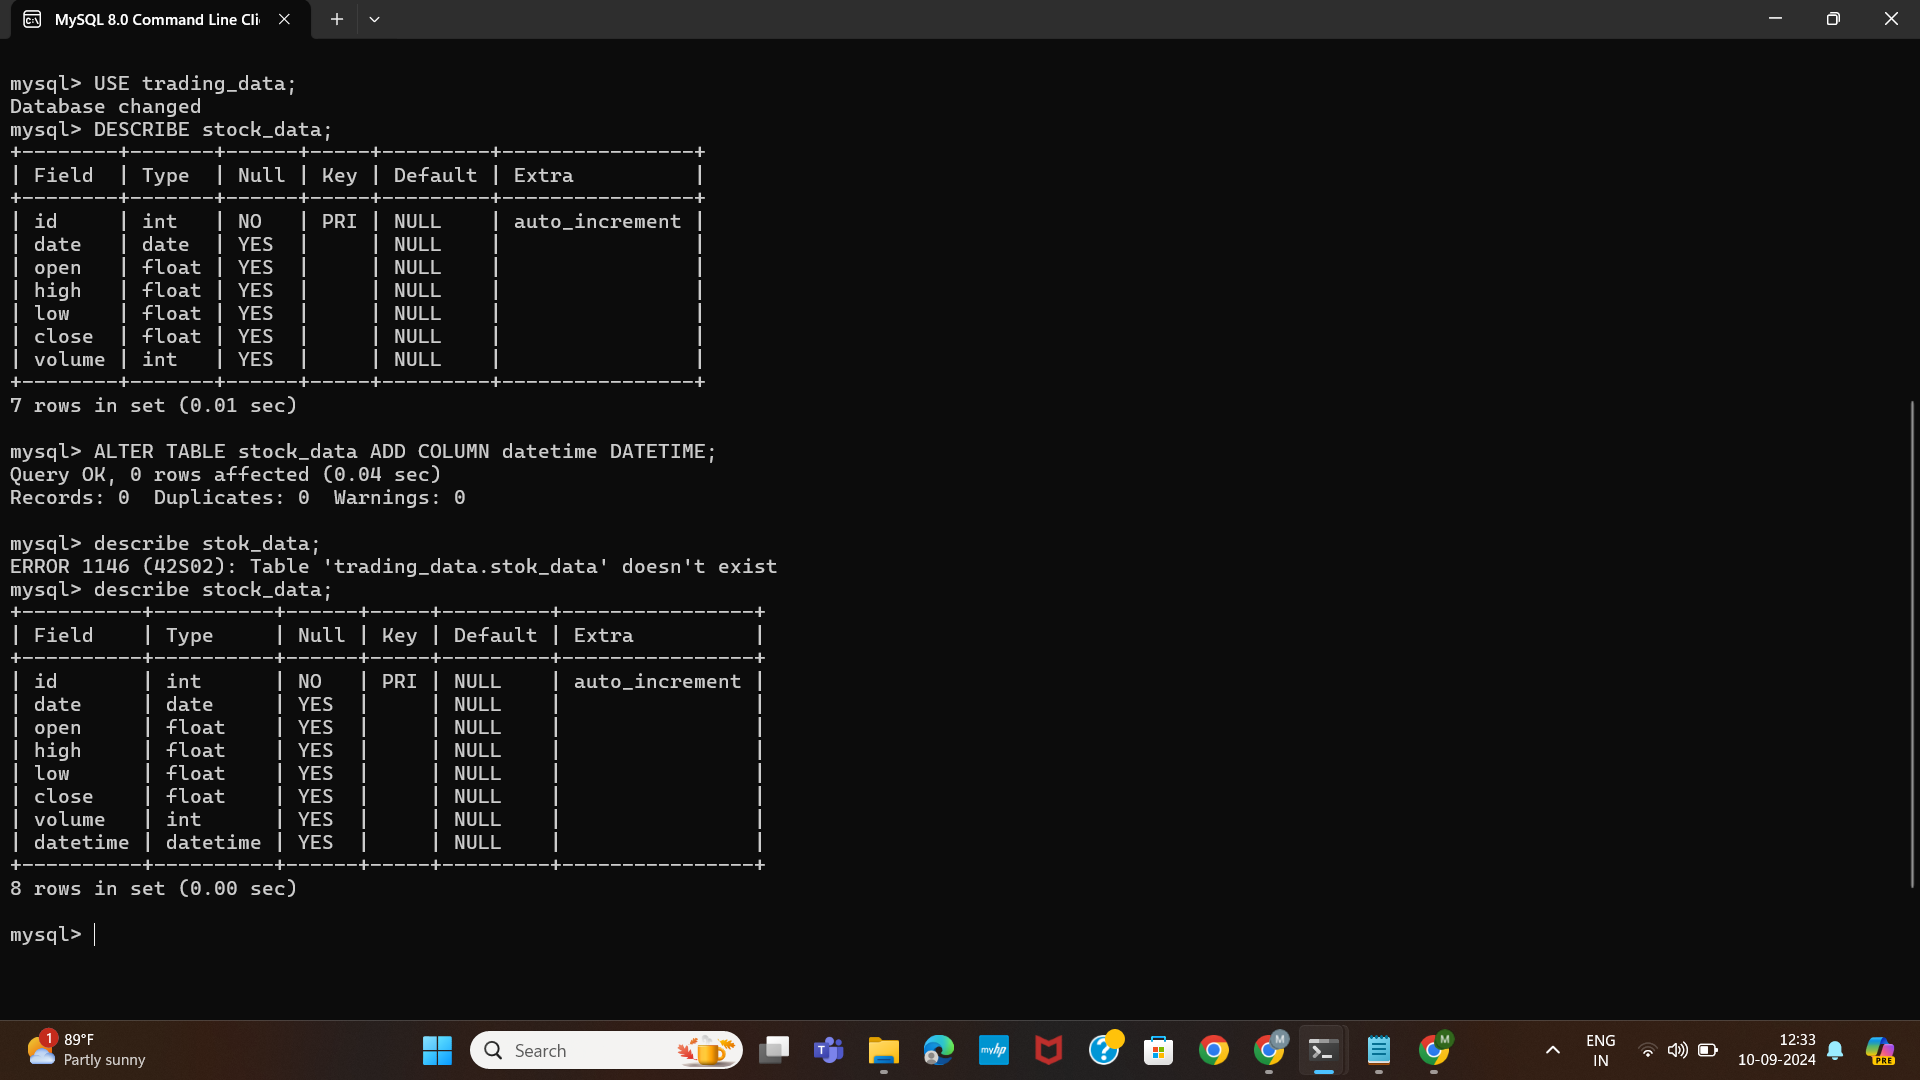 MySQL 8.0 Command Line Cli
mysql> USE trading_data;
Database changed
mysql> DESCRIBE stock_data;
+--------+-------+------+-----+---------+----------------+
| Field  | Type  | Null | Key | Default | Extra          |
+--------+-------+------+-----+---------+----------------+
| id     | int   | NO   | PRI | NULL    | auto_increment |
| date   | date  | YES  |     | NULL    |                |
| open   | float | YES  |     | NULL    |                |
| high   | float | YES  |     | NULL    |                |
| low    | float | YES  |     | NULL    |                |
| close  | float | YES  |     | NULL    |                |
| volume | int   | YES  |     | NULL    |                |
+--------+-------+------+-----+---------+----------------+
7 rows in set (0.01 sec)
mysql> ALTER TABLE stock_data ADD COLUMN datetime DATETIME;
Query OK, 0 rows affected (0.04 sec)
Records: 0  Duplicates: 0  Warnings: 0
mysql> describe stok_data;
ERROR 1146 (42S02): Table 'trading_data.stok_data' doesn't exist
mysql> describe stock_data;
+----------+----------+------+-----+---------+----------------+
| Field    | Type     | Null | Key | Default | Extra          |
+----------+----------+------+-----+---------+----------------+
| id       | int      | NO   | PRI | NULL    | auto_increment |
| date     | date     | YES  |     | NULL    |                |
| open     | float    | YES  |     | NULL    |                |
| high     | float    | YES  |     | NULL    |                |
| low      | float    | YES  |     | NULL    |                |
| close    | float    | YES  |     | NULL    |                |
| volume   | int      | YES  |     | NULL    |                |
| datetime | datetime | YES  |     | NULL    |                |
+----------+----------+------+-----+---------+----------------+
8 rows in set (0.00 sec)
mysql>
1
89°F
Partly sunny
Search
T
myhp
?
M
M
ENG
IN
12:33
10-09-2024
PRE